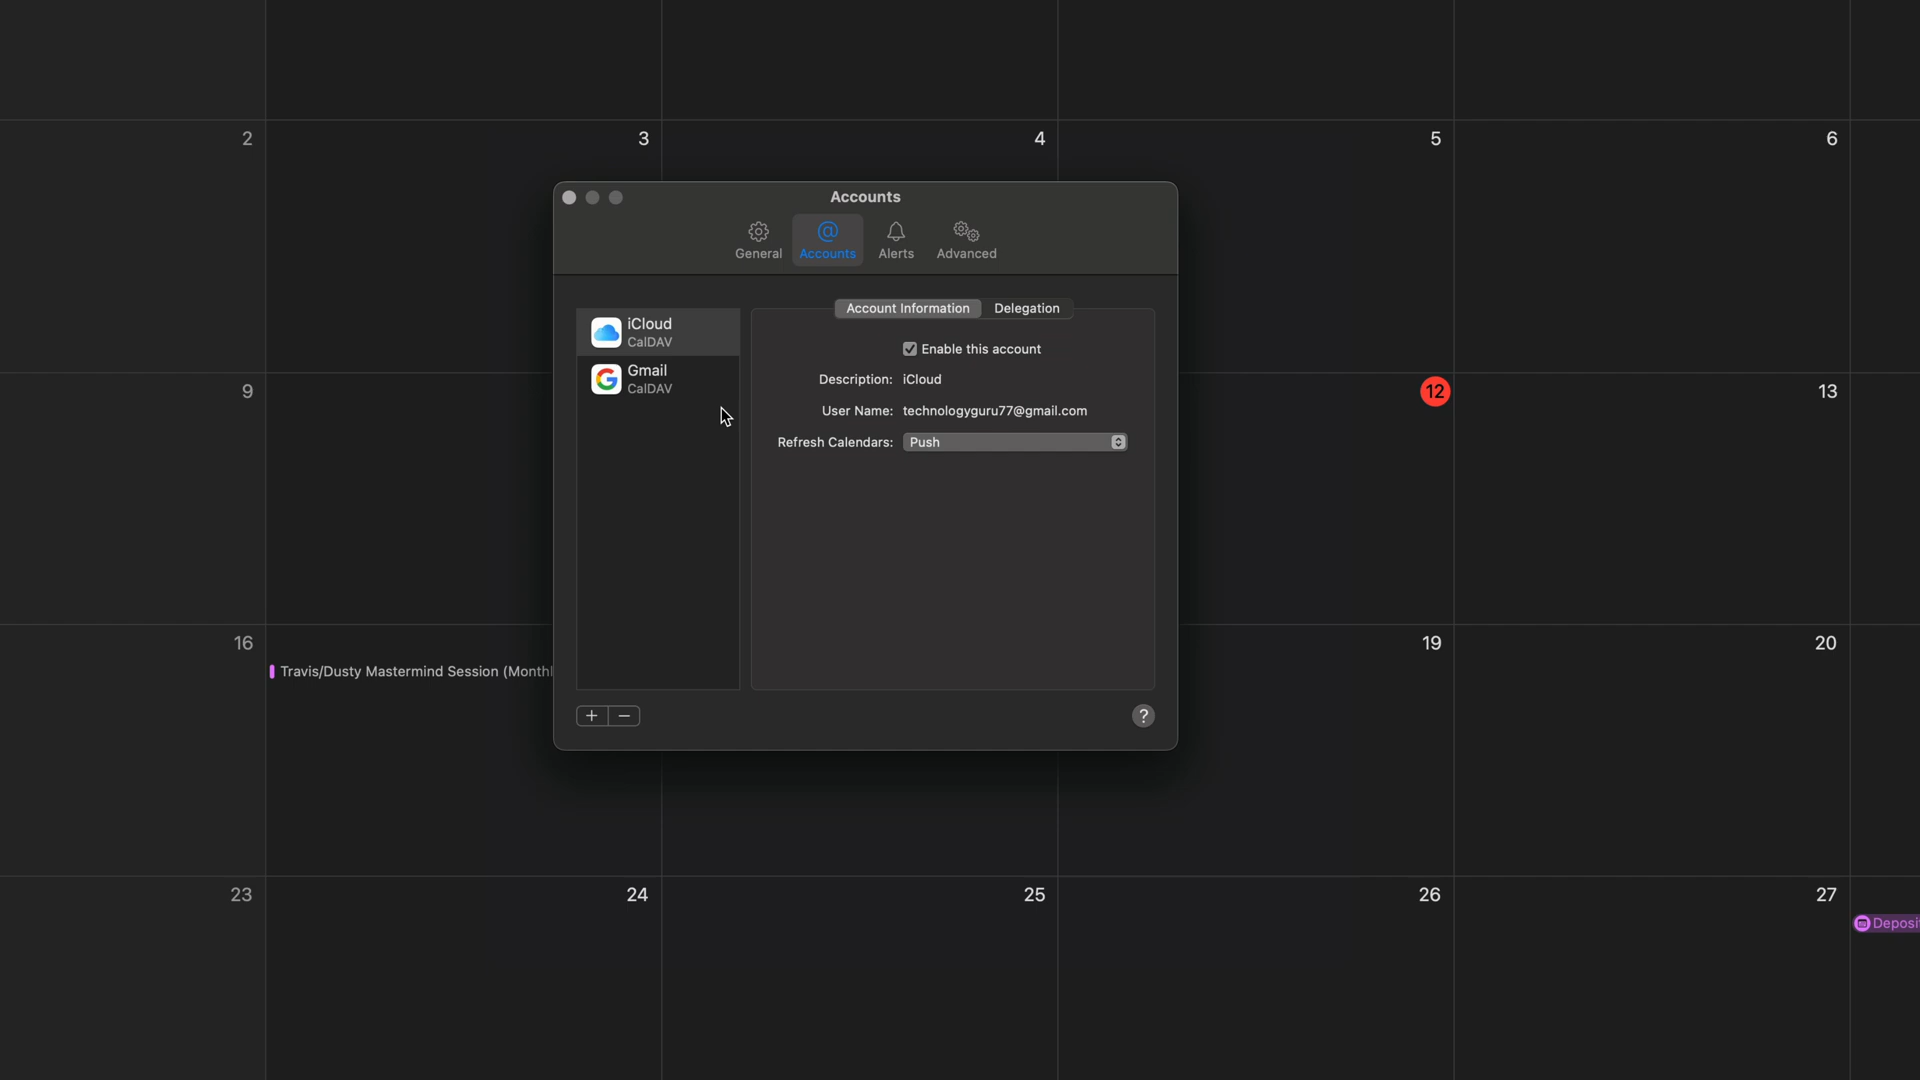 2
3
4
5
6
Accounts
General
Accounts
Alerts
Advanced
Account Information
Delegation
iCloud
CalDAV
Gmail
CalDAV
Enable this account
Description: iCloud
User Name: technologyguru77@gmail.com
Refresh Calendars: Push
9
12
13
16
19
20
Travis/Dusty Mastermind Session (Monthl
+
−
?
23
24
25
26
27
Deposi